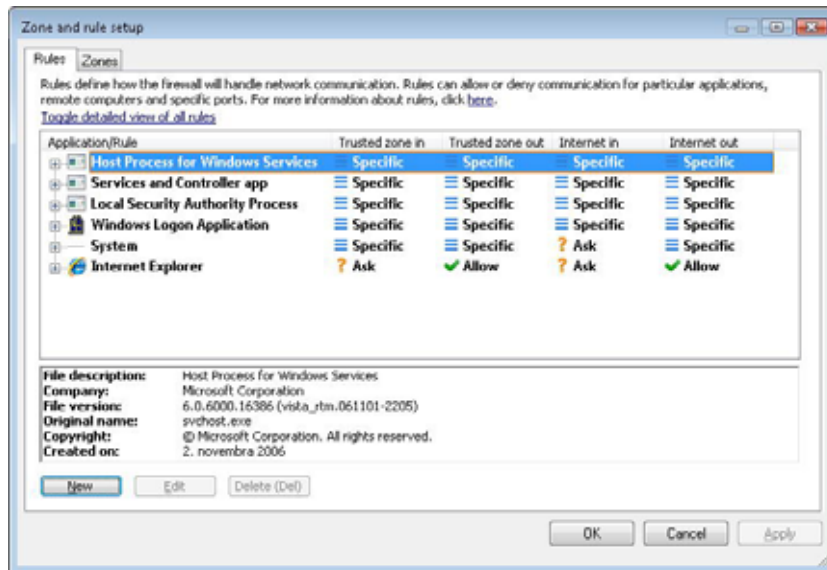 Zone and rule setup
Rules Zones
Rules define how the firewall will handle network communication. Rules can allow or deny communication for particular applications,
remote computers and specific ports. For more information about rules, click here.
Toggle detailed view of all rules
Application/Rule Trusted zone in Trusted zone out Internet in Internet out
Host Process for Windows Services Specific Specific Specific Specific
Services and Controller app Specific Specific Specific Specific
Local Security Authority Process Specific Specific Specific Specific
Windows Logon Application Specific Specific Specific Specific
System Specific Specific ? Ask Specific
Internet Explorer ? Ask Allow ? Ask Allow
File description: Host Process for Windows Services
Company: Microsoft Corporation
File version: 6.0.6000.16386 (vista_rtm.061101-2205)
Original name: svchost.exe
Copyright: © Microsoft Corporation. All rights reserved.
Created on: 2. novembra 2006
New Edit Delete (Del)
OK Cancel Apply